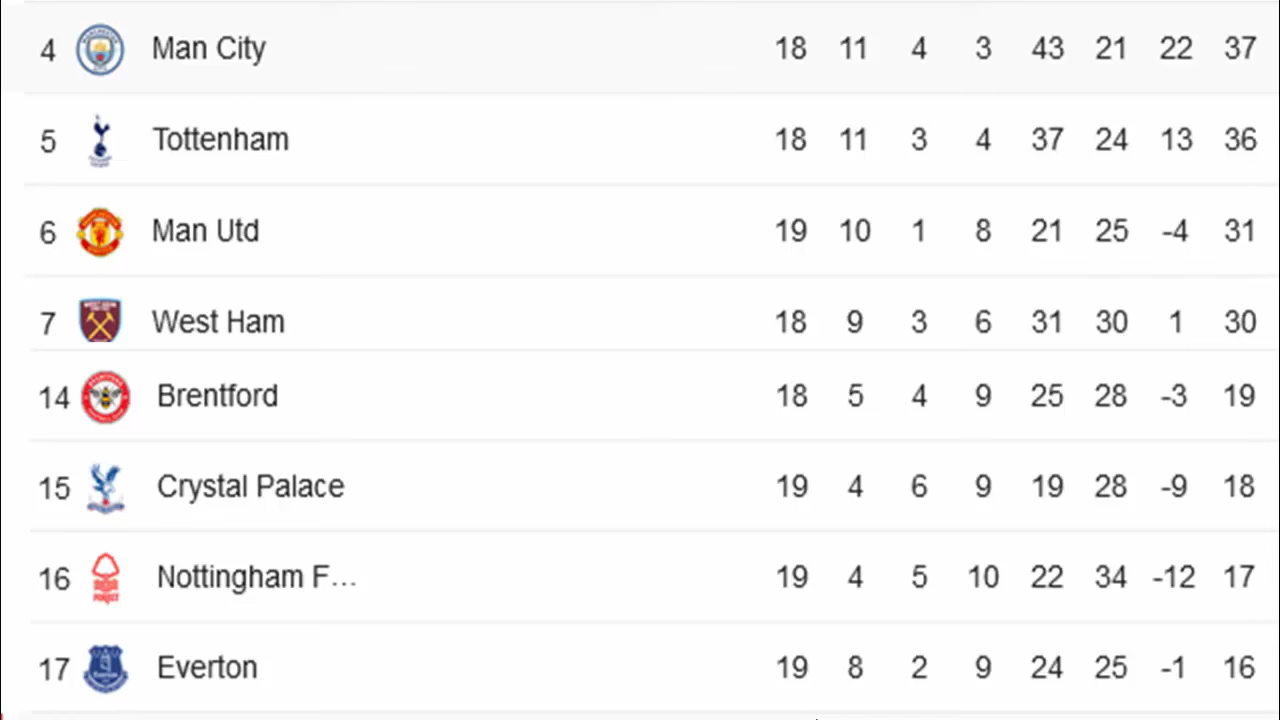 4 Man City 18 11 4 3 43 21 22 37
5 Tottenham 18 11 3 4 37 24 13 36
6 Man Utd 19 10 1 8 21 25 -4 31
7 West Ham 18 9 3 6 31 30 1 30
14 Brentford 18 5 4 9 25 28 -3 19
15 Crystal Palace 19 4 6 9 19 28 -9 18
16 Nottingham F... 19 4 5 10 22 34 -12 17
17 Everton 19 8 2 9 24 25 -1 16